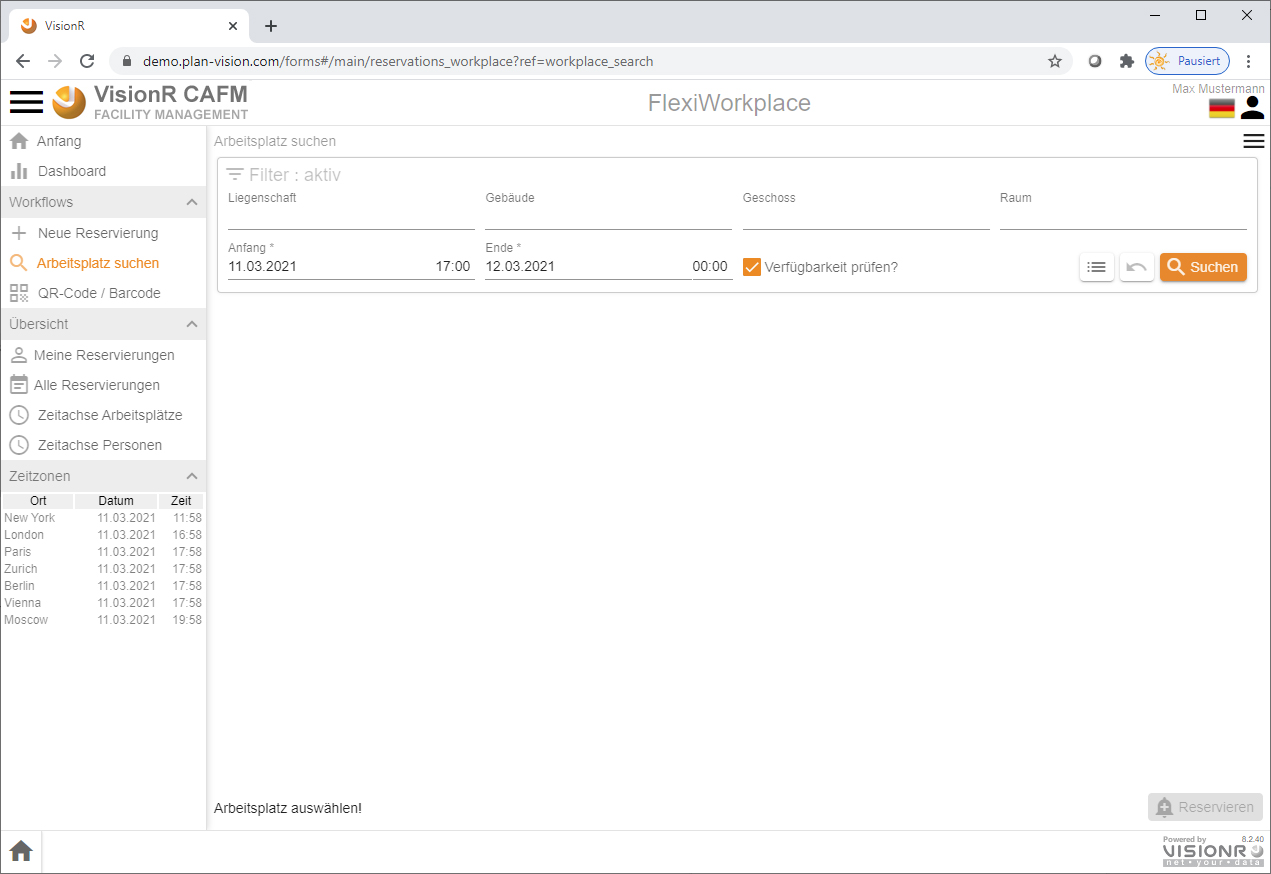 VisionR
demo.plan-vision.com/forms#/main/reservations_workplace?ref=workplace_search
Pausiert
VisionR CAFM
FACILITY MANAGEMENT
FlexiWorkplace
Max Mustermann
Anfang
Dashboard
Workflows
Neue Reservierung
Arbeitsplatz suchen
QR-Code / Barcode
Übersicht
Meine Reservierungen
Alle Reservierungen
Zeitachse Arbeitsplätze
Zeitachse Personen
Zeitzonen
Ort Datum Zeit
New York 11.03.2021 11:58
London 11.03.2021 16:58
Paris 11.03.2021 17:58
Zurich 11.03.2021 17:58
Berlin 11.03.2021 17:58
Vienna 11.03.2021 17:58
Moscow 11.03.2021 19:58
Arbeitsplatz suchen
Filter : aktiv
Liegenschaft Gebäude Geschoss Raum
Anfang * Ende *
11.03.2021 17:00 12.03.2021 00:00 Verfügbarkeit prüfen? Suchen
Arbeitsplatz auswählen! Reservieren
Powered by 8.2.40
VISIONR
net•your•data